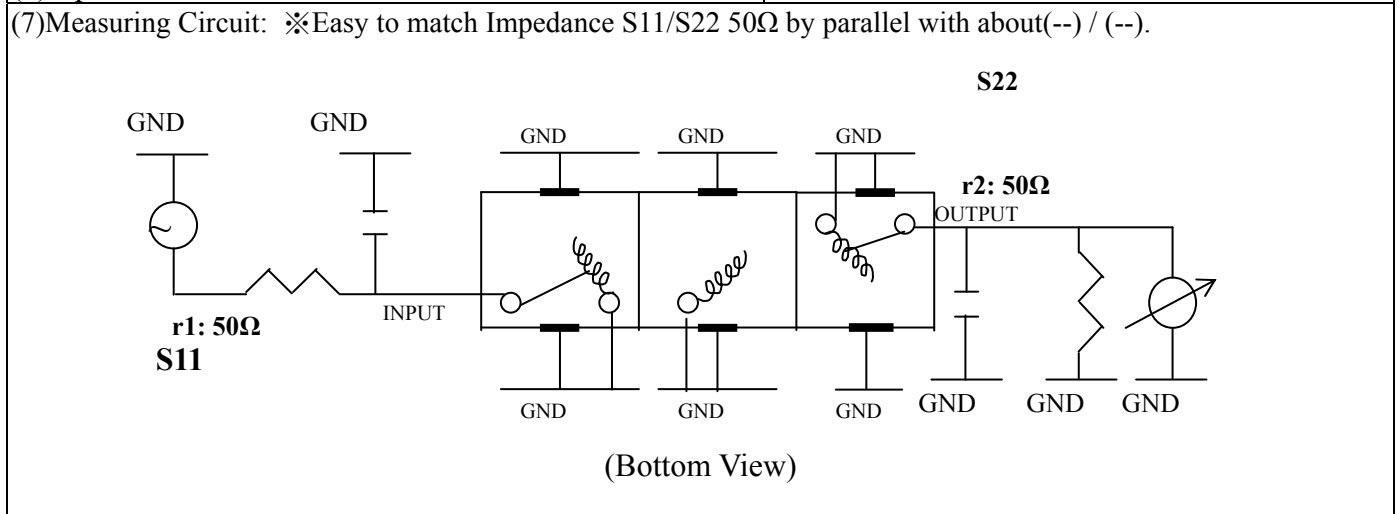 (7)Measuring Circuit: ※Easy to match Impedance S11/S22 50Ω by parallel with about(--) / (--).
S22
GND GND GND GND GND
r2: 50Ω
OUTPUT
INPUT
r1: 50Ω
S11
GND GND GND GND GND GND
(Bottom View)